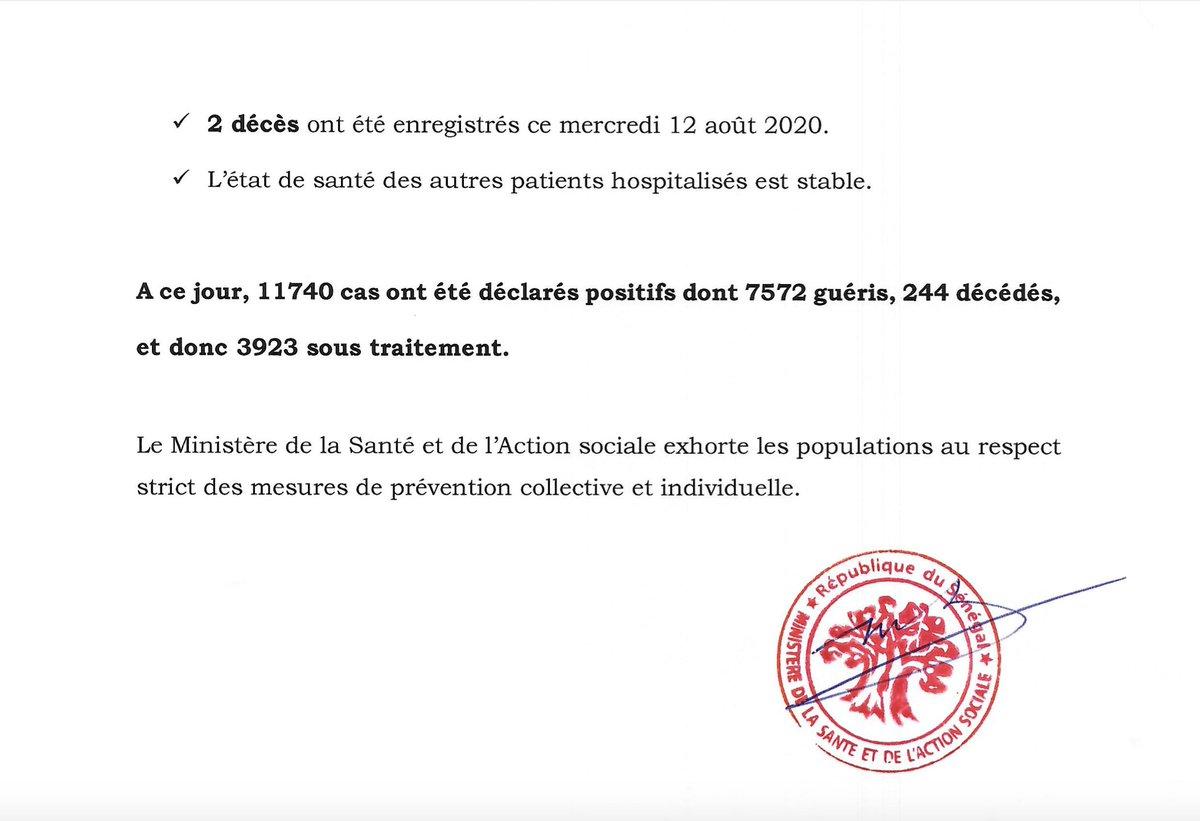 ✓ 2 décès ont été enregistrés ce mercredi 12 août 2020.
✓ L’état de santé des autres patients hospitalisés est stable.
A ce jour, 11740 cas ont été déclarés positifs dont 7572 guéris, 244 décédés,
et donc 3923 sous traitement.
Le Ministère de la Santé et de l’Action sociale exhorte les populations au respect
strict des mesures de prévention collective et individuelle.
★ République du Sénégal ★
MINISTERE DE LA SANTE ET DE L’ACTION SOCIALE